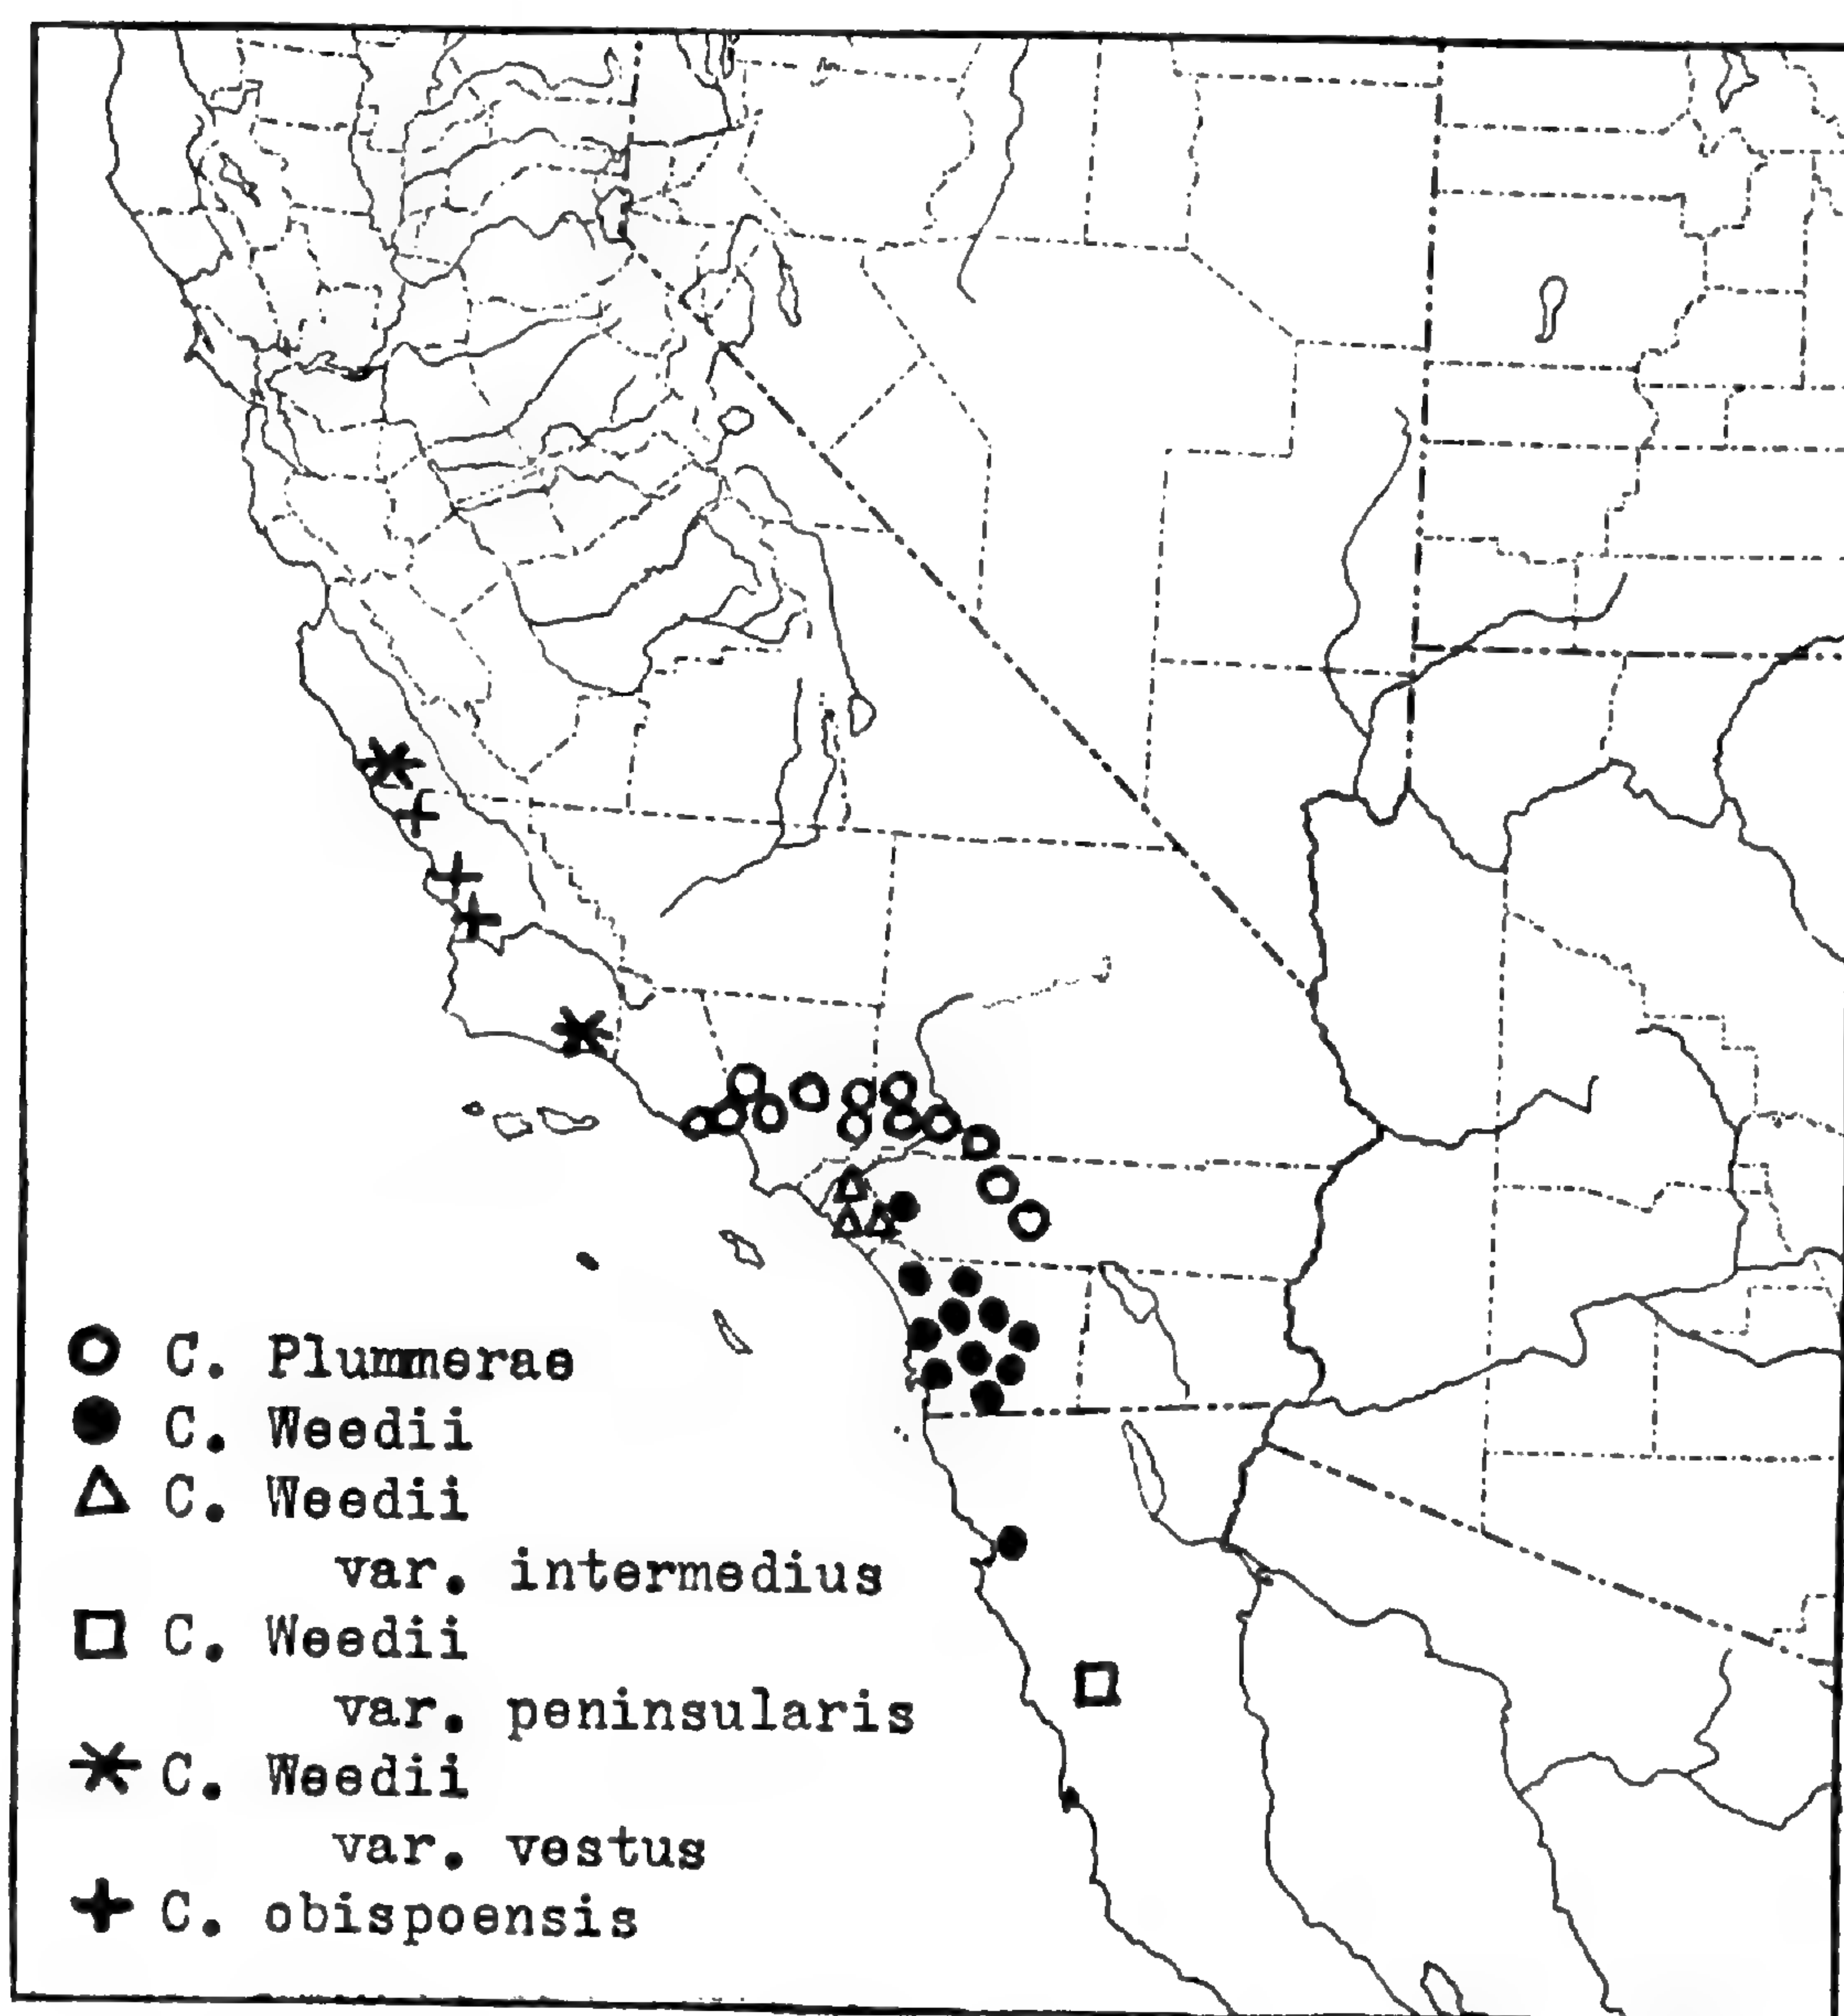 C. Plummerae
C. Weedii
C. Weedii
var. intermedius
C. Weedii
var. peninsularis
C. Weedii
var. vestus
C. obispoensis